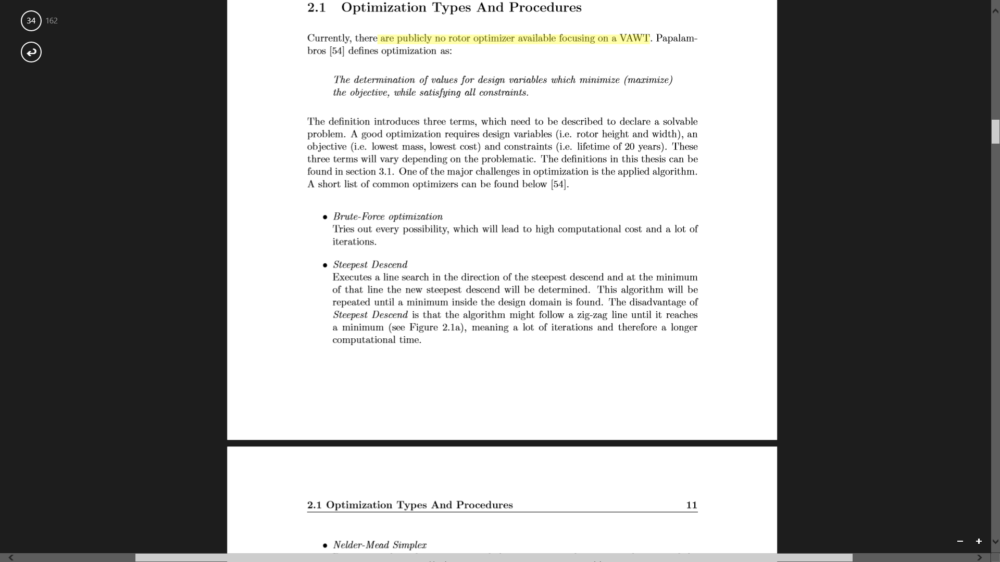 34 162
2.1 Optimization Types And Procedures
Currently, there are publicly no rotor optimizer available focusing on a VAWT. Papalam-
bros [54] defines optimization as:
The determination of values for design variables which minimize (maximize)
the objective, while satisfying all constraints.
The definition introduces three terms, which need to be described to declare a solvable
problem. A good optimization requires design variables (i.e. rotor height and width), an
objective (i.e. lowest mass, lowest cost) and constraints (i.e. lifetime of 20 years). These
three terms will vary depending on the problematic. The definitions in this thesis can be
found in section 3.1. One of the major challenges in optimization is the applied algorithm.
A short list of common optimizers can be found below [54].
• Brute-Force optimization
Tries out every possibility, which will lead to high computational cost and a lot of
iterations.
• Steepest Descend
Executes a line search in the direction of the steepest descend and at the minimum
of that line the new steepest descend will be determined. This algorithm will be
repeated until a minimum inside the design domain is found. The disadvantage of
Steepest Descend is that the algorithm might follow a zig-zag line until it reaches
a minimum (see Figure 2.1a), meaning a lot of iterations and therefore a longer
computational time.
2.1 Optimization Types And Procedures 11
• Nelder-Mead Simplex